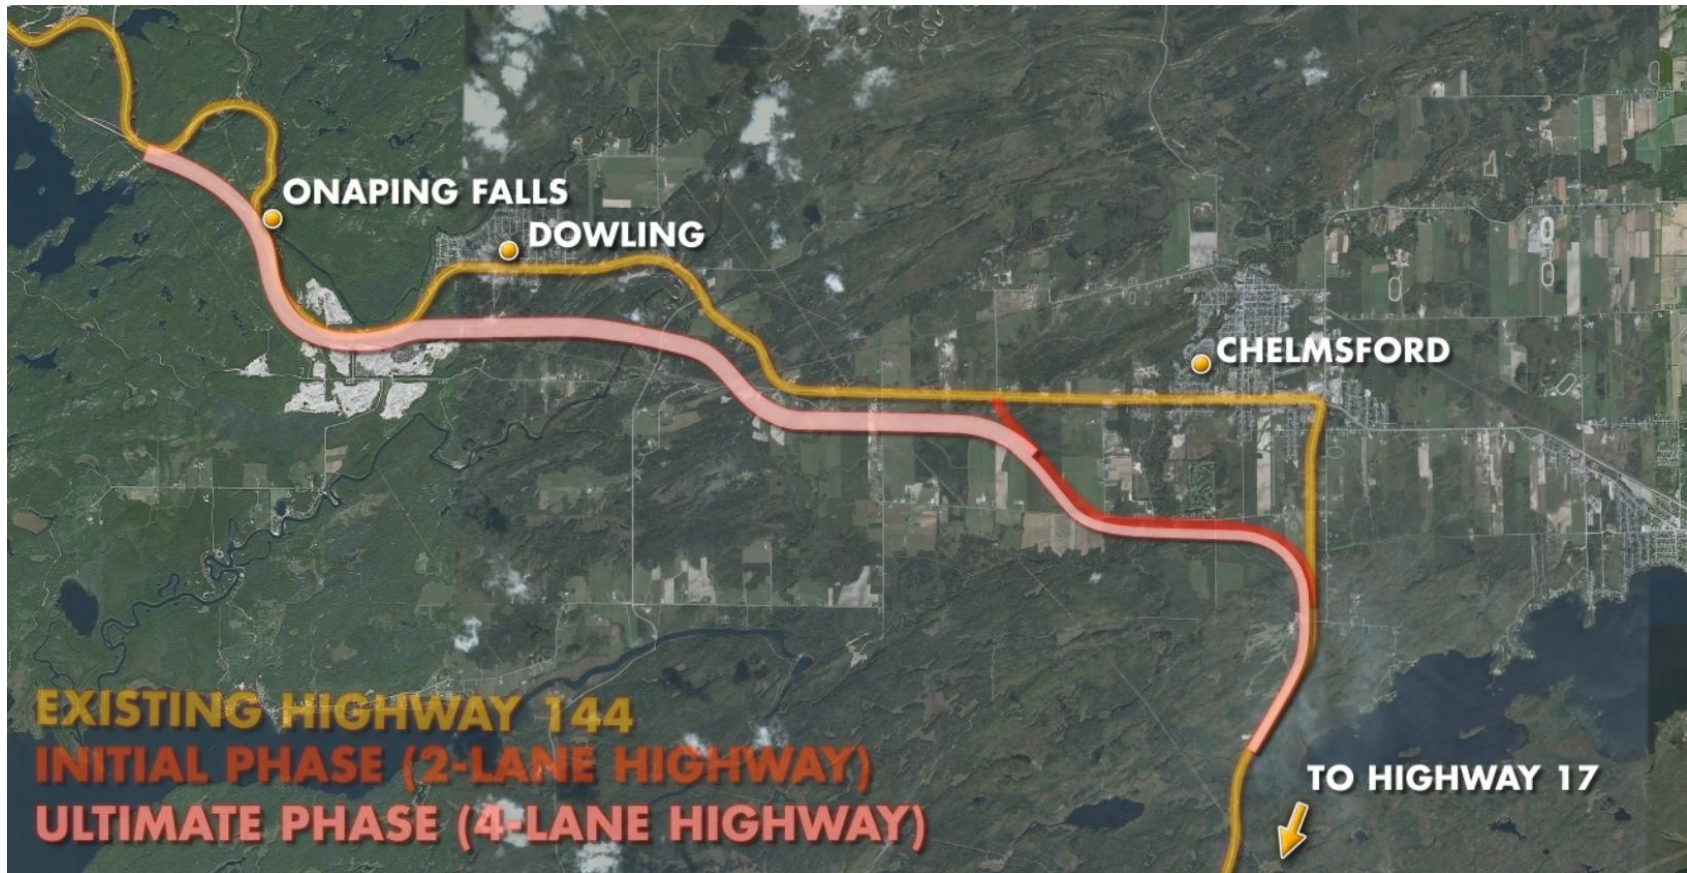 ONAPING FALLS
DOWLING
CHELMSFORD
EXISTING HIGHWAY 144
INITIAL PHASE (2-LANE HIGHWAY)
TO HIGHWAY 17
ULTIMATE PHASE (4-LANE HIGHWAY)